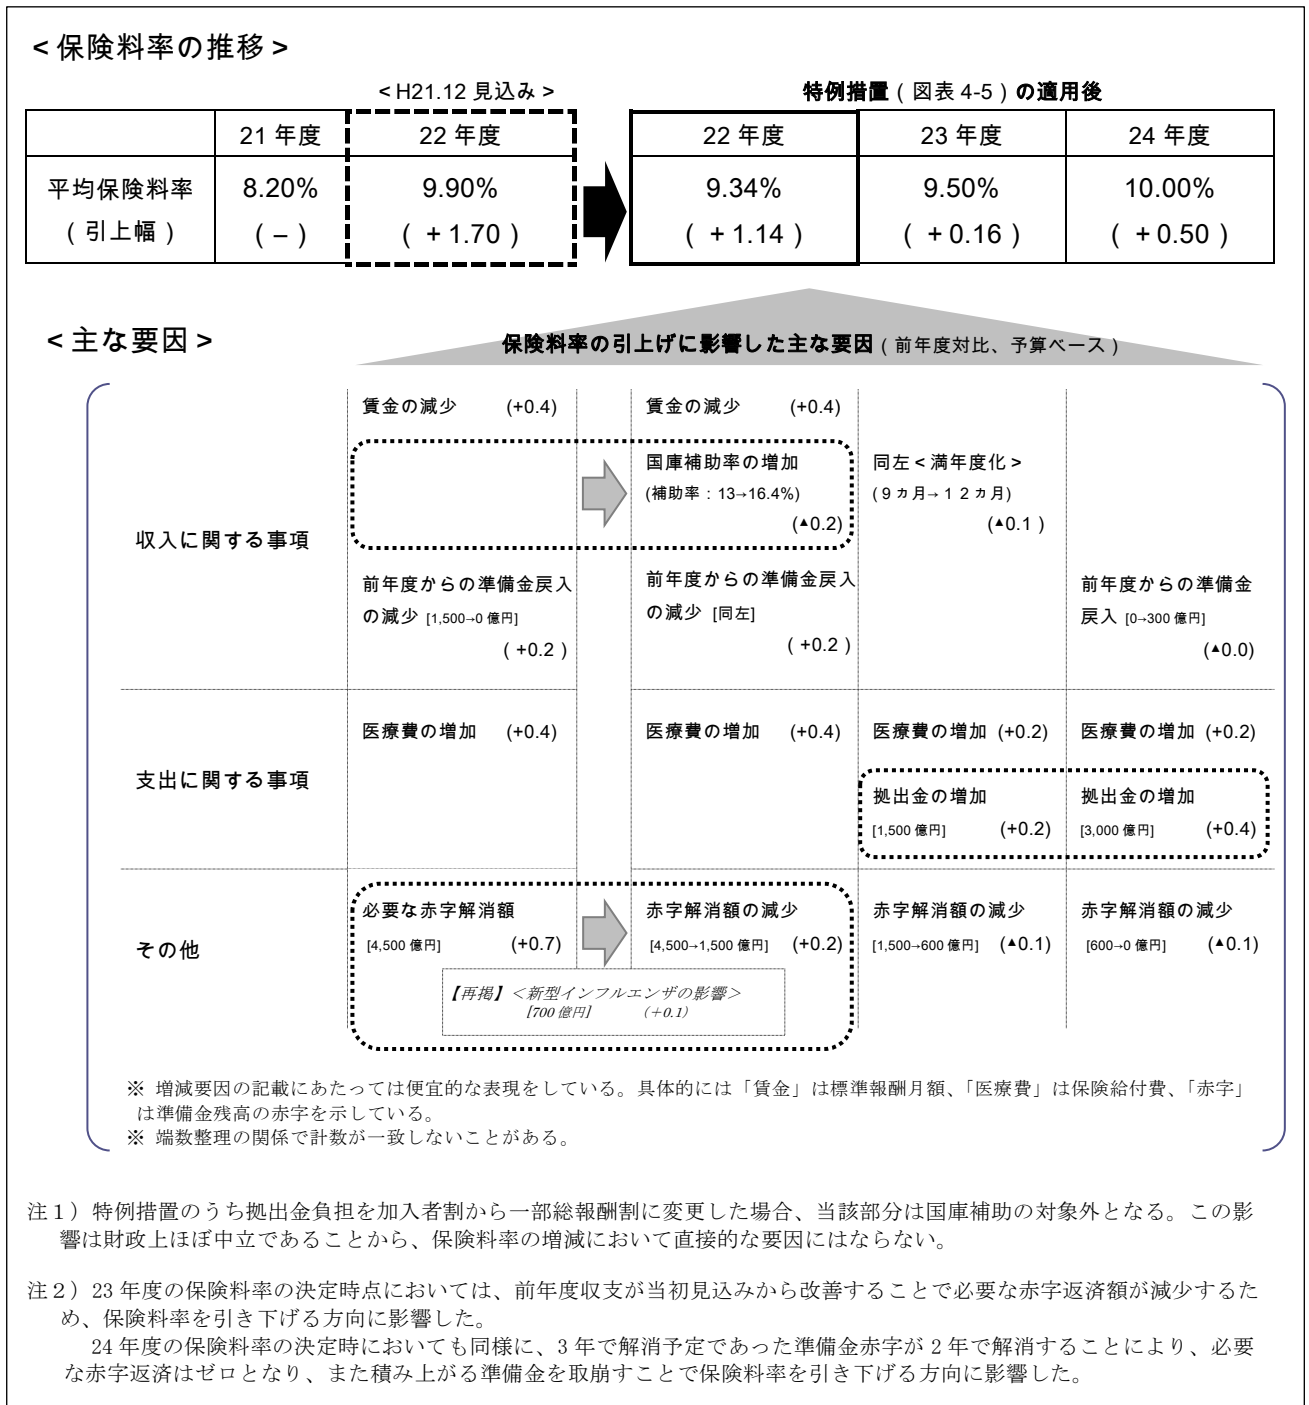 ＜保険料率の推移＞
＜H21.12 見込み＞
特例措置（図表 4-5）の適用後
21 年度
22 年度
22 年度
23 年度
24 年度
平均保険料率
8.20%
9.90%
9.34%
9.50%
10.00%
（引上幅）
（－）
（ ＋1.70 ）
（ ＋1.14 ）
（ ＋0.16 ）
（ ＋0.50 ）
＜主な要因＞
保険料率の引上げに影響した主な要因（前年度対比、予算ベース）
収入に関する事項
賃金の減少 (+0.4)
賃金の減少 (+0.4)
国庫補助率の増加
(補助率：13→16.4%)
(▲0.2)
同左＜満年度化＞
(９ヵ月→１２ヵ月)
(▲0.1 )
前年度からの準備金戻入
の減少 [1,500→0 億円]
( +0.2 )
前年度からの準備金戻入
の減少 [同左]
( +0.2 )
前年度からの準備金
戻入 [0→300 億円]
(▲0.0)
支出に関する事項
医療費の増加 (+0.4)
医療費の増加 (+0.4)
医療費の増加 (+0.2)
医療費の増加 (+0.2)
拠出金の増加
[1,500 億円] (+0.2)
拠出金の増加
[3,000 億円] (+0.4)
その他
必要な赤字解消額
[4,500 億円] (+0.7)
赤字解消額の減少
[4,500→1,500 億円] (+0.2)
赤字解消額の減少
[1,500→600 億円] (▲0.1)
赤字解消額の減少
[600→0 億円] (▲0.1)
【再掲】＜新型インフルエンザの影響＞
[700 億円] (+0.1)
※ 増減要因の記載にあたっては便宜的な表現をしている。具体的には「賃金」は標準報酬月額、「医療費」は保険給付費、「赤字」
は準備金残高の赤字を示している。
※ 端数整理の関係で計数が一致しないことがある。
注１）特例措置のうち拠出金負担を加入者割から一部総報酬割に変更した場合、当該部分は国庫補助の対象外となる。この影
響は財政上ほぼ中立であることから、保険料率の増減において直接的な要因にはならない。
注２）23 年度の保険料率の決定時点においては、前年度収支が当初見込みから改善することで必要な赤字返済額が減少するた
め、保険料率を引き下げる方向に影響した。
24 年度の保険料率の決定時においても同様に、3 年で解消予定であった準備金赤字が 2 年で解消することにより、必要
な赤字返済はゼロとなり、また積み上がる準備金を取崩すことで保険料率を引き下げる方向に影響した。